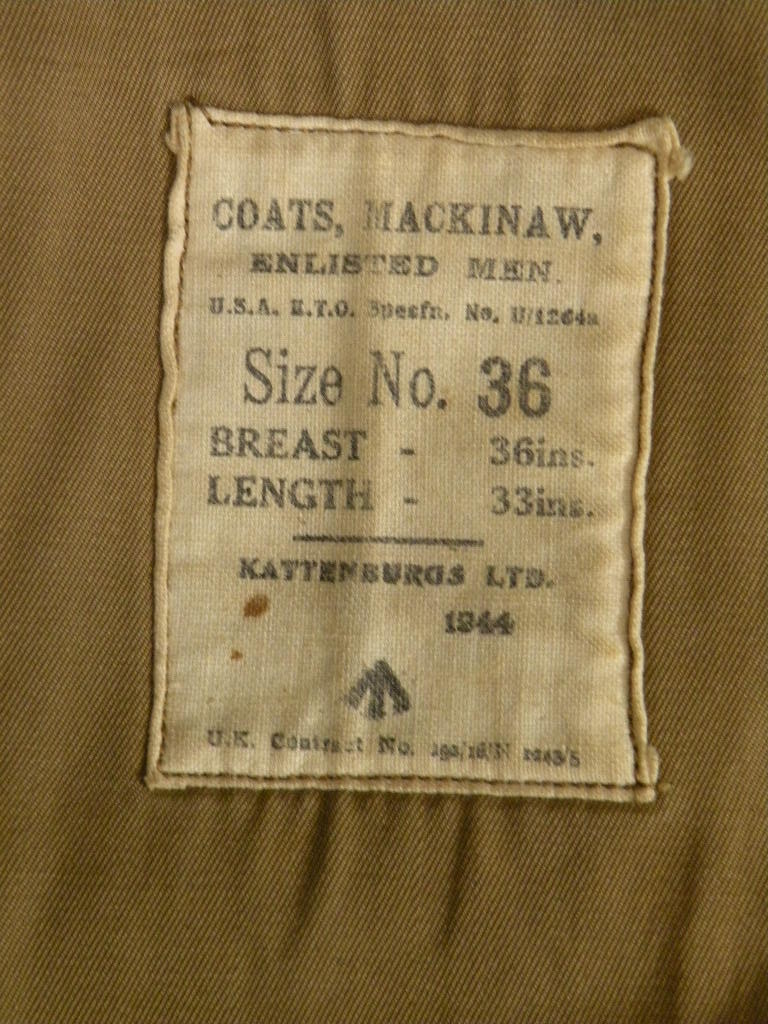 COATS, MACKINAW,
ENLISTED MEN.
U.S.A. E.T.O. Specfn. No. U/1264a
Size No. 36
BREAST - 36ins.
LENGTH - 33ins.
KATTENBURGS LTD.
1944
U.K. Contract No.